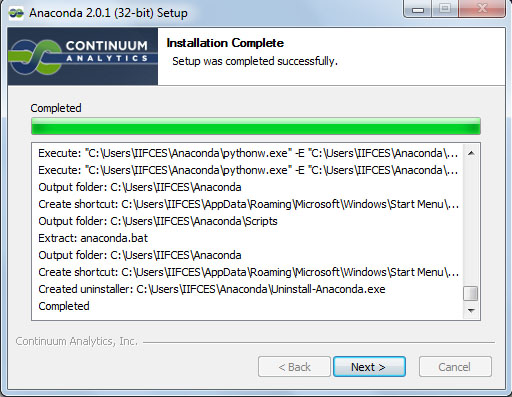 Anaconda 2.0.1 (32-bit) Setup
CONTINUUM
ANALYTICS
Installation Complete
Setup was completed successfully.
Completed
Execute: "C:\Users\IIFCES\Anaconda\pythonw.exe" -E "C:\Users\IIFCES\Anaconda\...
Execute: "C:\Users\IIFCES\Anaconda\pythonw.exe" -E "C:\Users\IIFCES\Anaconda\...
Output folder: C:\Users\IIFCES\Anaconda
Create shortcut: C:\Users\IIFCES\AppData\Roaming\Microsoft\Windows\Start Menu\...
Output folder: C:\Users\IIFCES\Anaconda\Scripts
Extract: anaconda.bat
Output folder: C:\Users\IIFCES\Anaconda
Create shortcut: C:\Users\IIFCES\AppData\Roaming\Microsoft\Windows\Start Menu\...
Created uninstaller: C:\Users\IIFCES\Anaconda\Uninstall-Anaconda.exe
Completed
Continuum Analytics, Inc.
< Back
Next >
Cancel